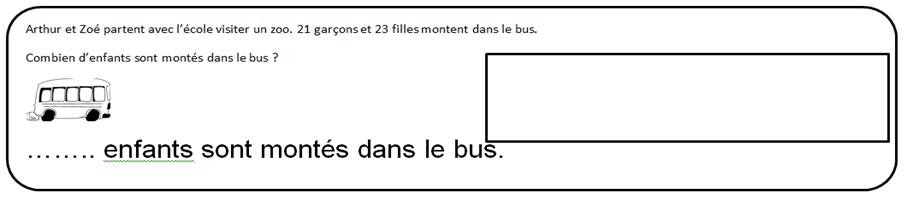 Arthur et Zoé partent avec l’école visiter un zoo. 21 garçons et 23 filles montent dans le bus.
Combien d’enfants sont montés dans le bus ?
…….. enfants sont montés dans le bus.